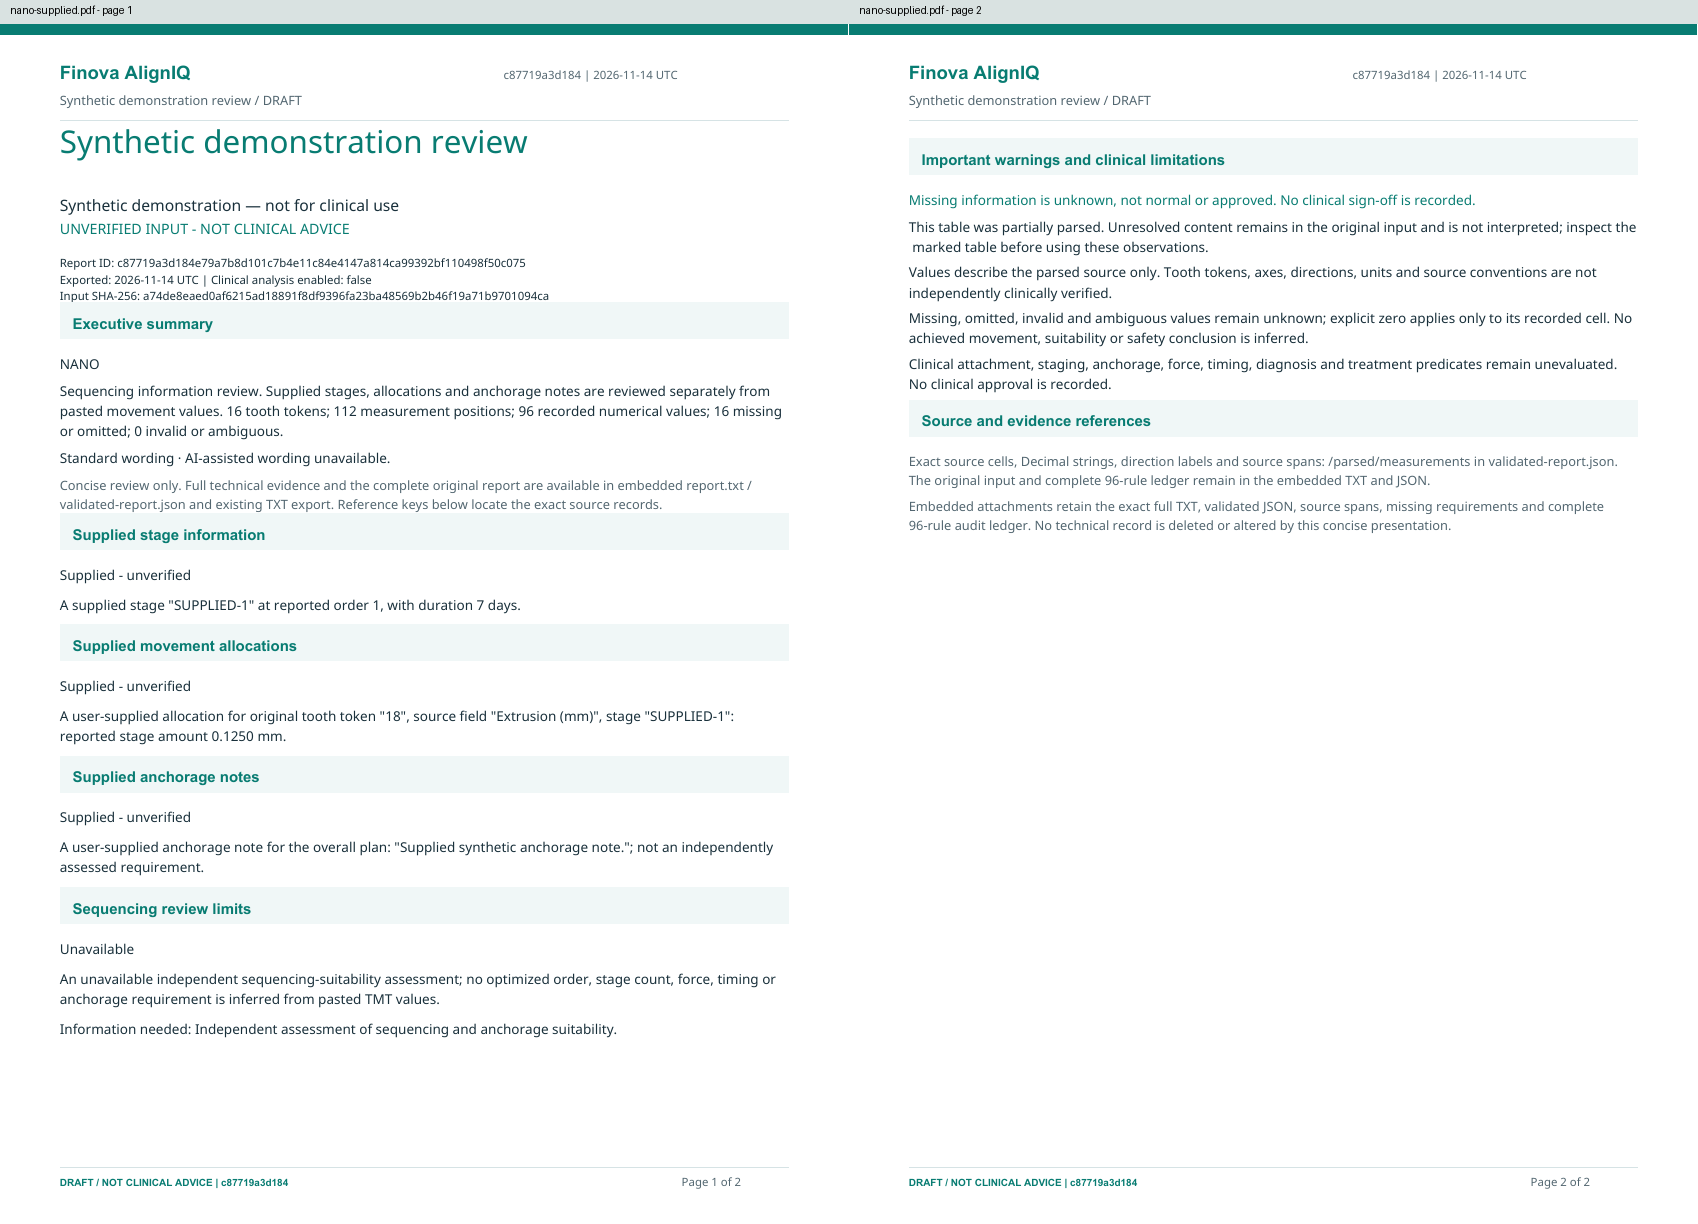 nano-supplied.pdf - page 1
Finova AlignIQ
c87719a3d184 | 2026-11-14 UTC
Synthetic demonstration review / DRAFT
Synthetic demonstration review
Synthetic demonstration — not for clinical use
UNVERIFIED INPUT - NOT CLINICAL ADVICE
Report ID: c87719a3d184e79a7b8d101c7b4e11c84e4147a814ca99392bf110498f50c075
Exported: 2026-11-14 UTC | Clinical analysis enabled: false
Input SHA-256: a74de8eaed0af6215ad18891f8df9396fa23ba48569b2b46f19a71b9701094ca
Executive summary
NANO
Sequencing information review. Supplied stages, allocations and anchorage notes are reviewed separately from
pasted movement values. 16 tooth tokens; 112 measurement positions; 96 recorded numerical values; 16 missing
or omitted; 0 invalid or ambiguous.
Standard wording · AI-assisted wording unavailable.
Concise review only. Full technical evidence and the complete original report are available in embedded report.txt /
validated-report.json and existing TXT export. Reference keys below locate the exact source records.
Supplied stage information
Supplied - unverified
A supplied stage "SUPPLIED-1" at reported order 1, with duration 7 days.
Supplied movement allocations
Supplied - unverified
A user-supplied allocation for original tooth token "18", source field "Extrusion (mm)", stage "SUPPLIED-1":
reported stage amount 0.1250 mm.
Supplied anchorage notes
Supplied - unverified
A user-supplied anchorage note for the overall plan: "Supplied synthetic anchorage note."; not an independently
assessed requirement.
Sequencing review limits
Unavailable
An unavailable independent sequencing-suitability assessment; no optimized order, stage count, force, timing or
anchorage requirement is inferred from pasted TMT values.
Information needed: Independent assessment of sequencing and anchorage suitability.
DRAFT / NOT CLINICAL ADVICE | c87719a3d184
Page 1 of 2
nano-supplied.pdf - page 2
Finova AlignIQ
c87719a3d184 | 2026-11-14 UTC
Synthetic demonstration review / DRAFT
Important warnings and clinical limitations
Missing information is unknown, not normal or approved. No clinical sign-off is recorded.
This table was partially parsed. Unresolved content remains in the original input and is not interpreted; inspect the
marked table before using these observations.
Values describe the parsed source only. Tooth tokens, axes, directions, units and source conventions are not
independently clinically verified.
Missing, omitted, invalid and ambiguous values remain unknown; explicit zero applies only to its recorded cell. No
achieved movement, suitability or safety conclusion is inferred.
Clinical attachment, staging, anchorage, force, timing, diagnosis and treatment predicates remain unevaluated.
No clinical approval is recorded.
Source and evidence references
Exact source cells, Decimal strings, direction labels and source spans: /parsed/measurements in validated-report.json.
The original input and complete 96-rule ledger remain in the embedded TXT and JSON.
Embedded attachments retain the exact full TXT, validated JSON, source spans, missing requirements and complete
96-rule audit ledger. No technical record is deleted or altered by this concise presentation.
DRAFT / NOT CLINICAL ADVICE | c87719a3d184
Page 2 of 2